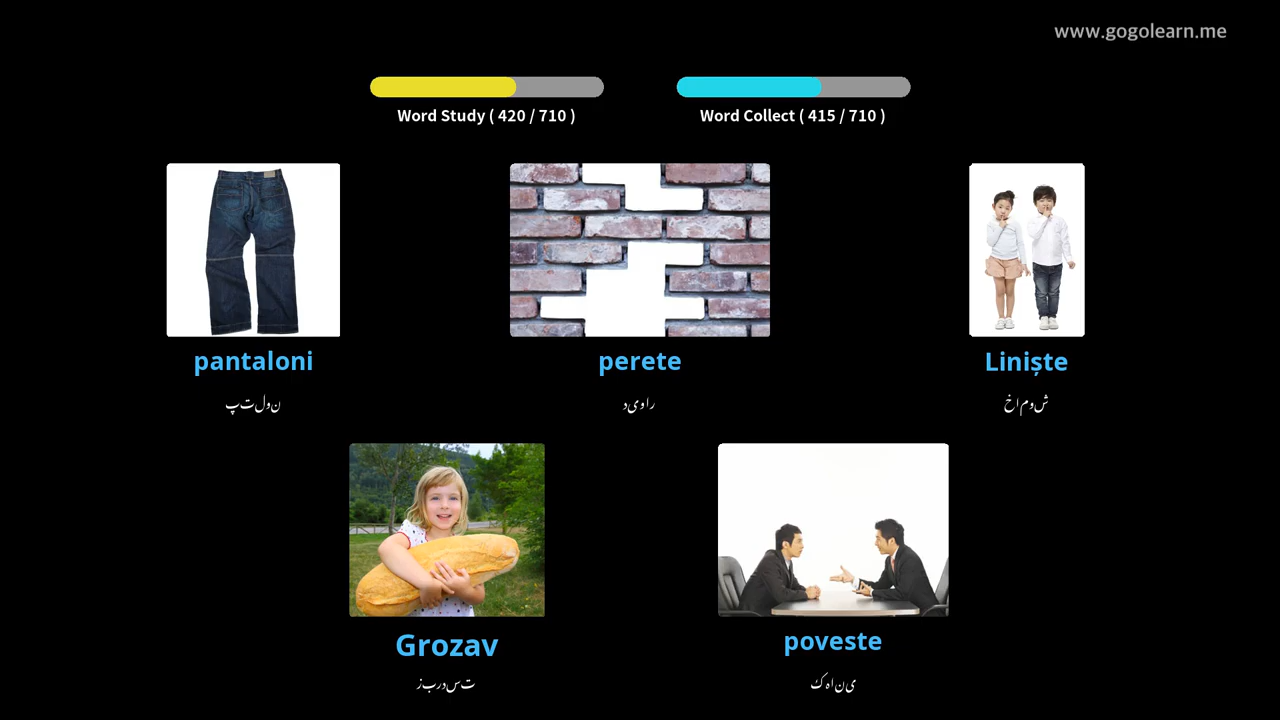 www.gogolearn.me
Word Study ( 420 / 710 )
Word Collect ( 415 / 710 )
pantaloni
perete
Liniște
پتلون
دیوار
خاموش
Grozav
poveste
زبردست
کہانی